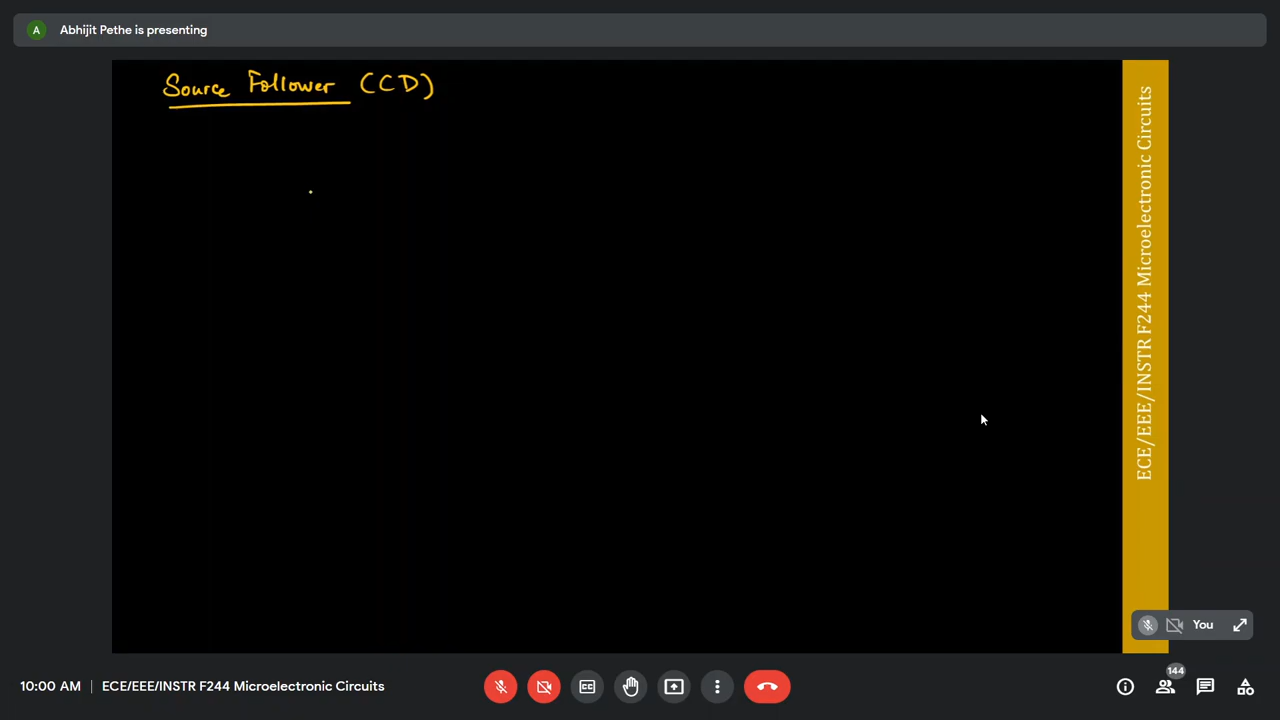 A Abhijit Pethe is presenting
Source Follower (CD)
ECE/EEE/INSTR F244 Microelectronic Circuits
You
144
10:00 AM | ECE/EEE/INSTR F244 Microelectronic Circuits
CC